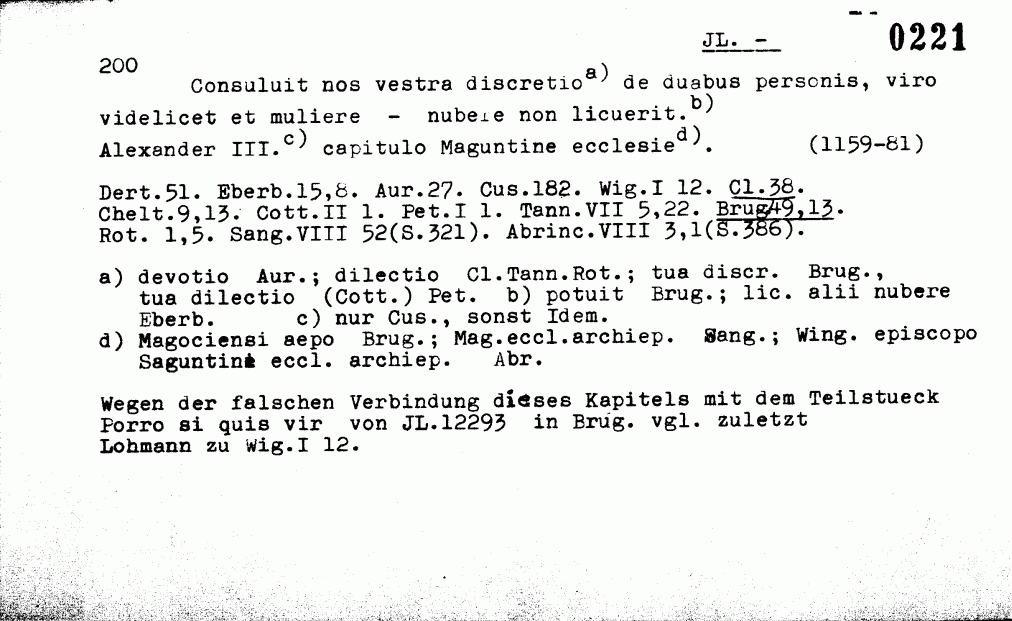 JL. - 0221
200
Consuluit nos vestra discretio a) de duabus personis, viro
videlicet et muliere - nubere non licuerit. b)
Alexander III. c) capitulo Maguntine ecclesie d). (1159-81)
Dert.51. Eberb.15,8. Aur.27. Cus.182. Wig.I 12. Cl.38.
Chelt.9,13. Cott.II 1. Pet.I 1. Tann.VII 5,22. Brug.49,13.
Rot. 1,5. Sang.VIII 52(S.321). Abrinc.VIII 3,1(S.386).
a) devotio Aur.; dilectio Cl.Tann.Rot.; tua discr. Brug.,
tua dilectio (Cott.) Pet. b) potuit Brug.; lic. alii nubere
Eberb. c) nur Cus., sonst Idem.
d) Magociensi aepo Brug.; Mag.eccl.archiep. Sang.; Wing. episcopo
Saguntine eccl. archiep. Abr.
Wegen der falschen Verbindung dieses Kapitels mit dem Teilstueck
Porro si quis vir von JL.12293 in Brug. vgl. zuletzt
Lohmann zu Wig.I 12.